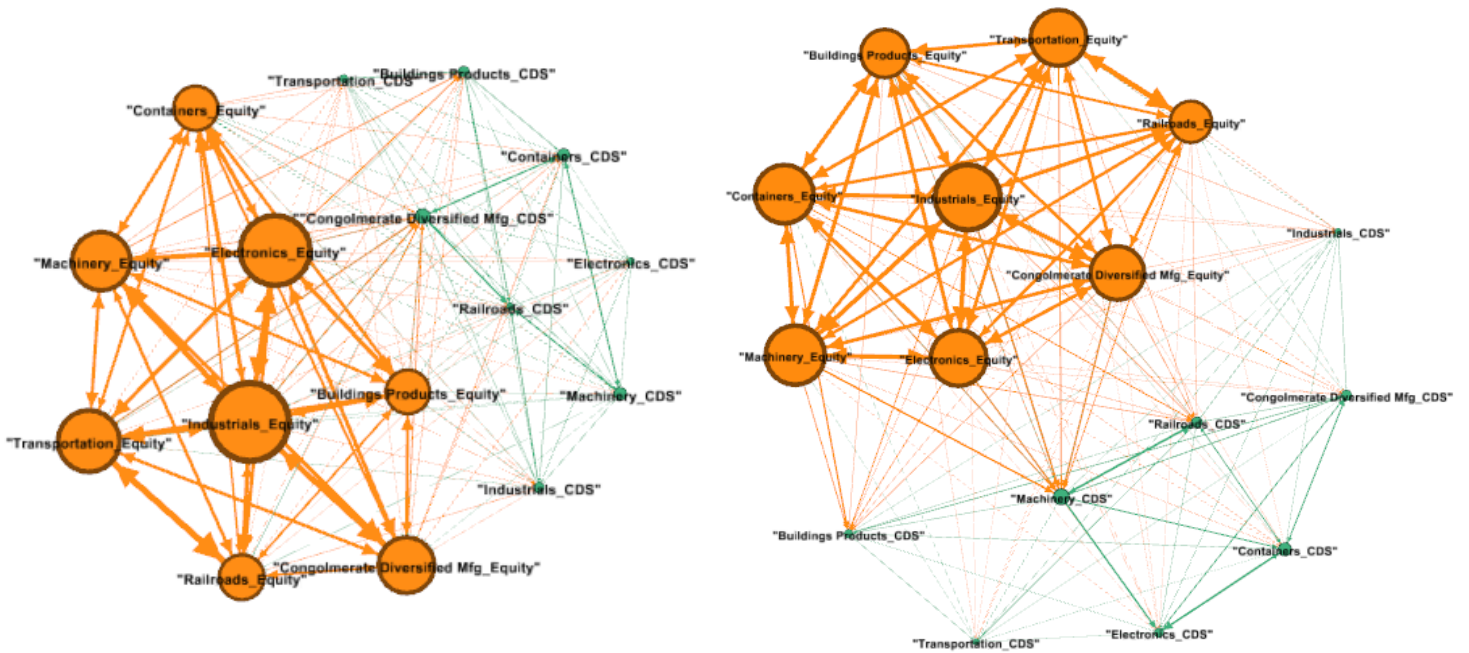 "Buildings Products_CDS"
"Transportation_CDS"
"Containers_Equity"
"Containers_CDS"
""Congolmerate Diversified Mfg_CDS"
"Electronics_Equity"
"Machinery_Equity"
"Electronics_CDS"
"Railroads_CDS"
"Buildings Products_Equity"
"Machinery_CDS"
"Industrials_Equity"
"Transportation_Equity"
"Industrials_CDS"
"Congolmerate Diversified Mfg_Equity"
"Railroads_Equity"
"Transportation_Equity"
"Buildings Products_Equity"
"Railroads_Equity"
"Containers_Equity"
"Industrials_Equity"
"Industrials_CDS"
"Congolmerate Diversified Mfg_Equity"
"Machinery_Equity"
"Electronics_Equity"
"Congolmerate Diversified Mfg_CDS"
"Railroads_CDS"
"Machinery_CDS"
"Buildings Products_CDS"
"Containers_CDS"
"Electronics_CDS"
"Transportation_CDS"